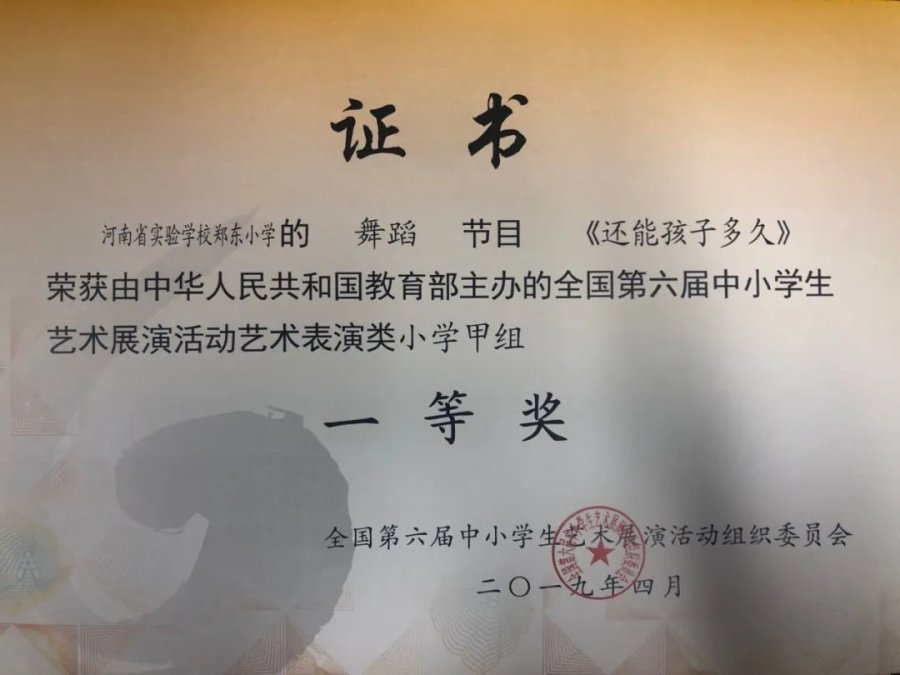 证书
河南省实验学校郑东小学的 舞蹈 节目 《还能孩子多久》
荣获由中华人民共和国教育部主办的全国第六届中小学生
艺术展演活动艺术表演类小学甲组
一等奖
全国第六届中小学生艺术展演活动组织委员会
二〇一九年四月